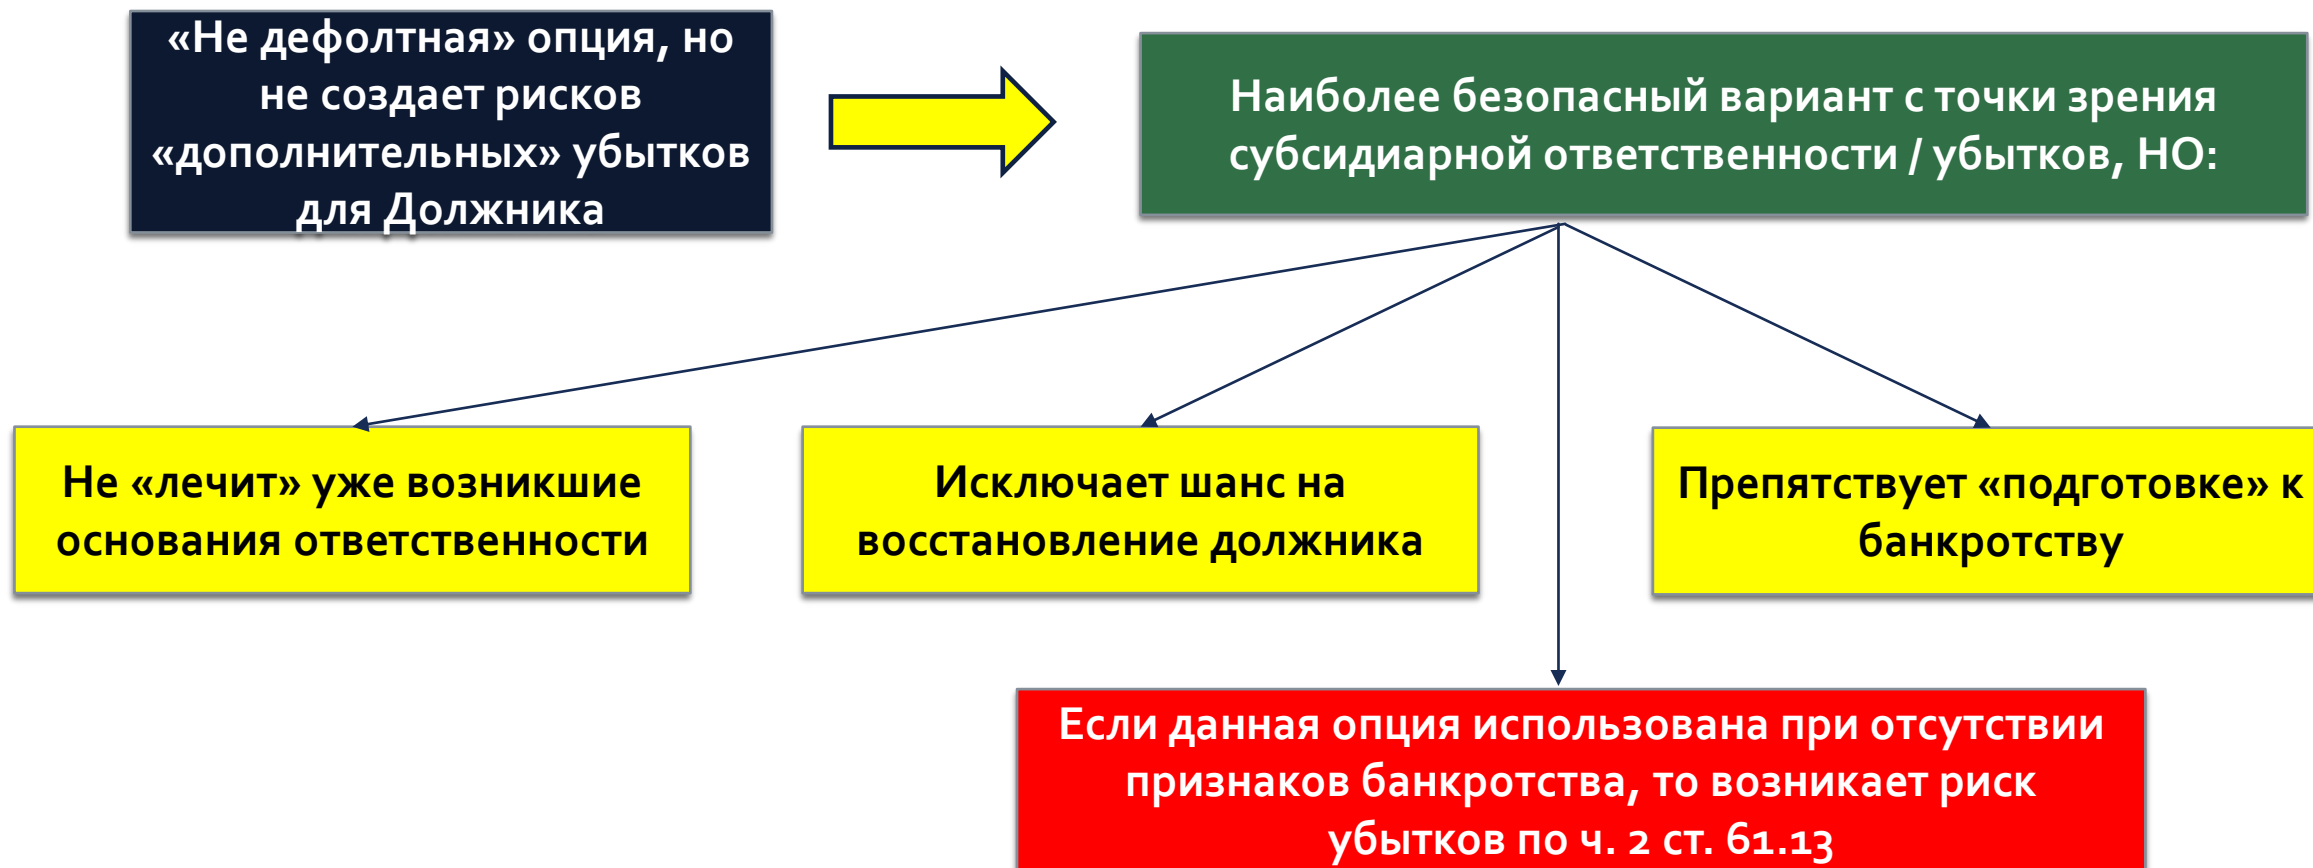 «Не дефолтная» опция, но
не создает рисков
«дополнительных» убытков
для Должника
Наиболее безопасный вариант с точки зрения
субсидиарной ответственности / убытков, НО:
Не «лечит» уже возникшие
основания ответственности
Исключает шанс на
восстановление должника
Препятствует «подготовке» к
банкротству
Если данная опция использована при отсутствии
признаков банкротства, то возникает риск
убытков по ч. 2 ст. 61.13